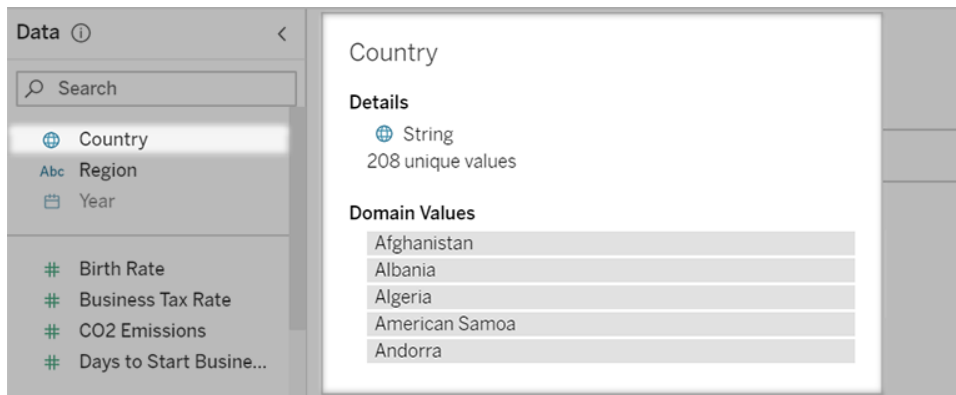 Data
Search
Country
Abc Region
Year
# Birth Rate
# Business Tax Rate
# CO2 Emissions
# Days to Start Busine...
Country
Details
String
208 unique values
Domain Values
Afghanistan
Albania
Algeria
American Samoa
Andorra